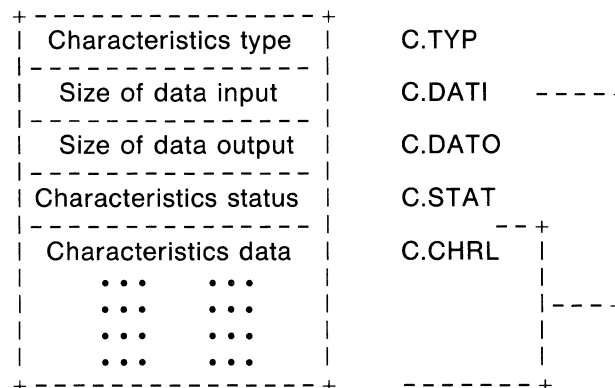 Characteristics type C.TYP
Size of data input C.DATI
Size of data output C.DATO
Characteristics status C.STAT
Characteristics data C.CHRL